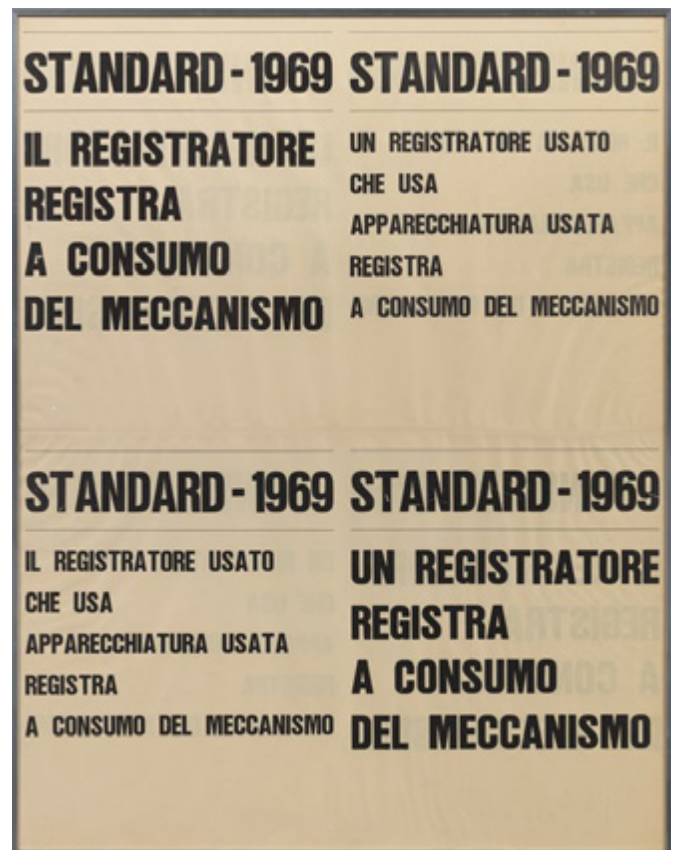 STANDARD - 1969
IL REGISTRATORE
REGISTRA
A CONSUMO
DEL MECCANISMO
STANDARD - 1969
UN REGISTRATORE USATO
CHE USA
APPARECCHIATURA USATA
REGISTRA
A CONSUMO DEL MECCANISMO
STANDARD - 1969
IL REGISTRATORE USATO
CHE USA
APPARECCHIATURA USATA
REGISTRA
A CONSUMO DEL MECCANISMO
STANDARD - 1969
UN REGISTRATORE
REGISTRA
A CONSUMO
DEL MECCANISMO